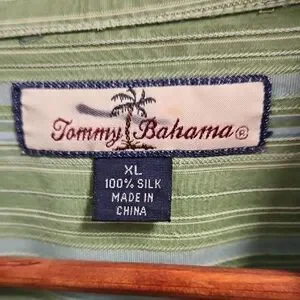 Tommy Bahama®
XL
100% SILK
MADE IN
CHINA